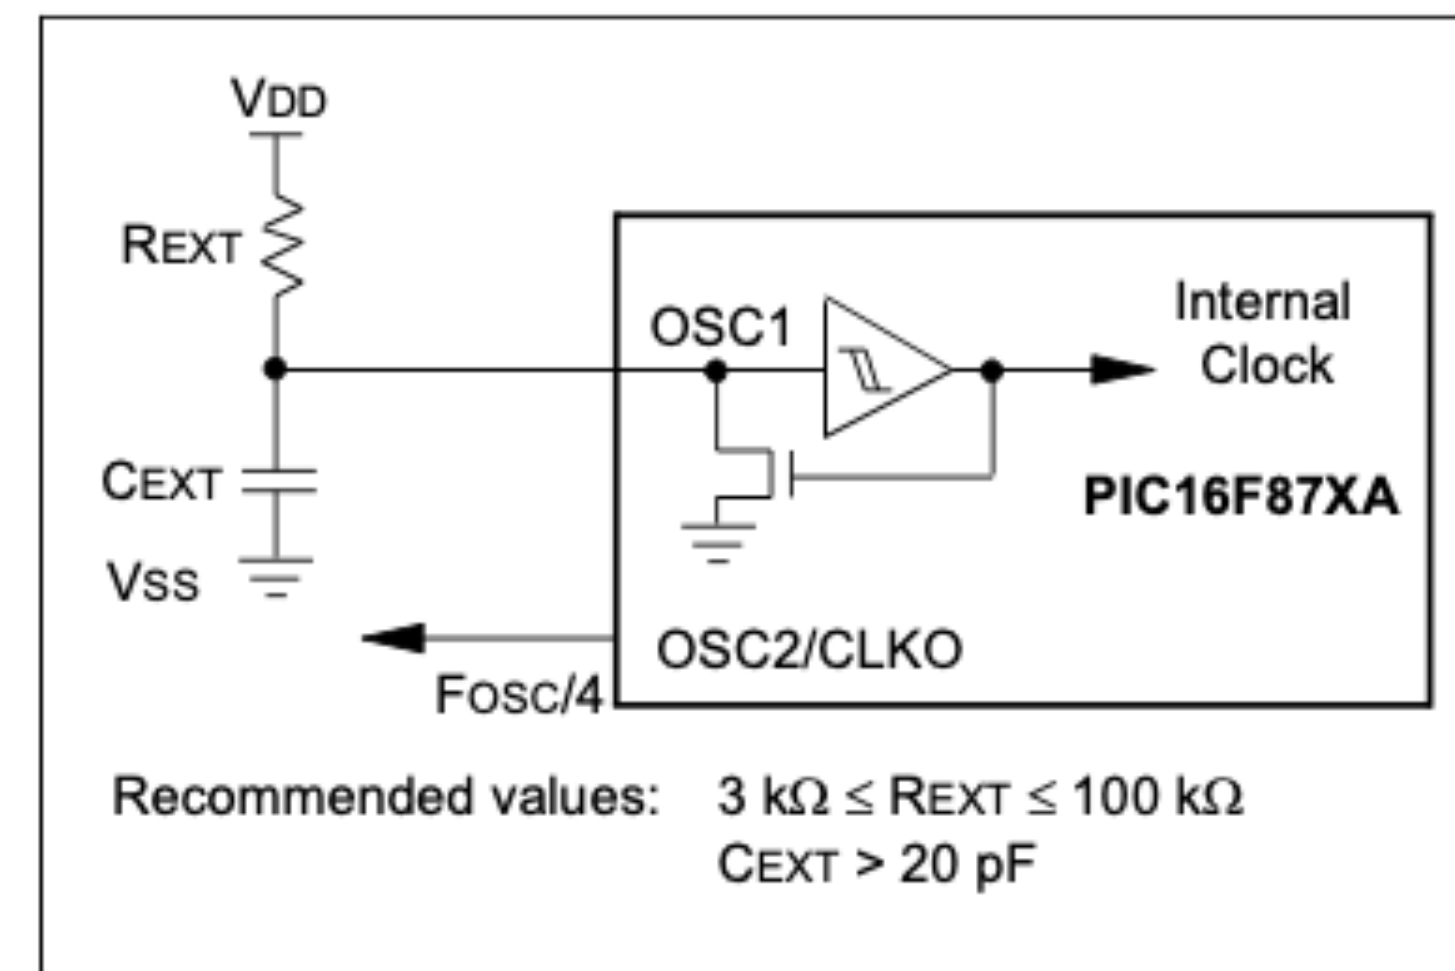 VDD
REXT
OSC1
Internal
Clock
CEXT
PIC16F87XA
VSS
OSC2/CLKO
FOSC/4
Recommended values: 3 kΩ ≤ REXT ≤ 100 kΩ
CEXT > 20 pF